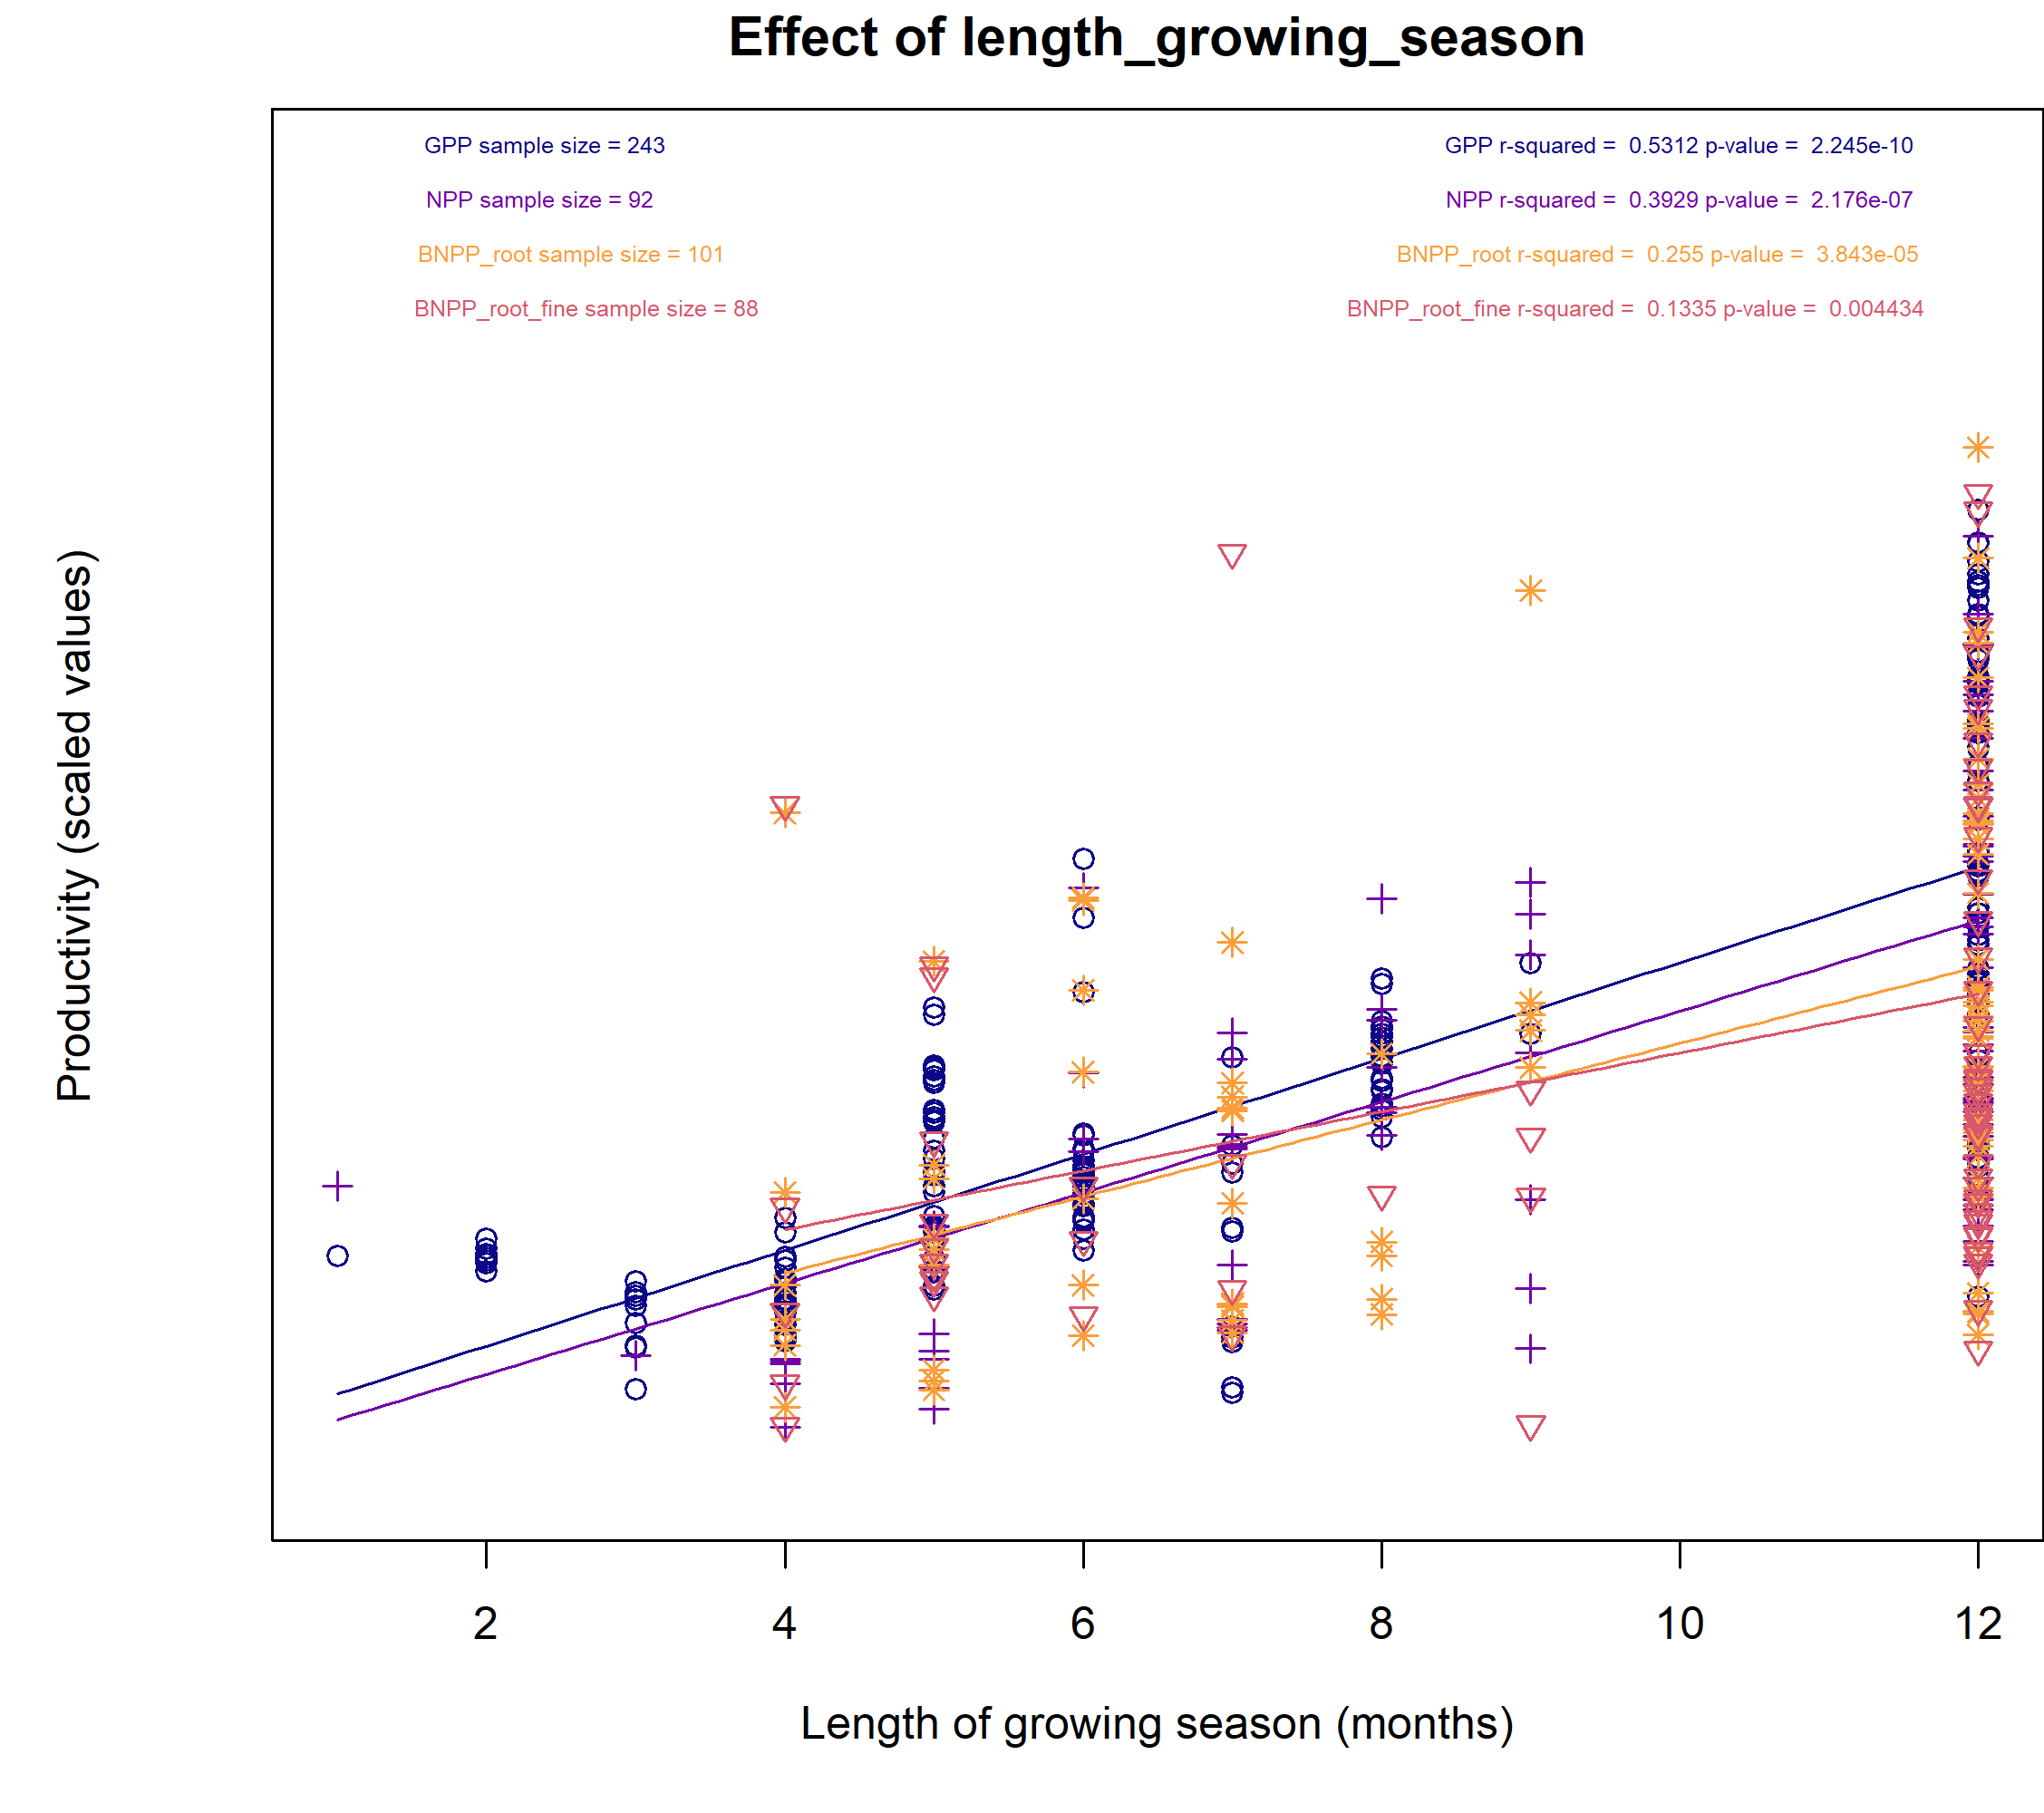 Effect of length_growing_season
GPP sample size = 243
GPP r-squared = 0.5312 p-value = 2.245e-10
NPP sample size = 92
NPP r-squared = 0.3929 p-value = 2.176e-07
BNPP_root sample size = 101
BNPP_root r-squared = 0.255 p-value = 3.843e-05
BNPP_root_fine sample size = 88
BNPP_root_fine r-squared = 0.1335 p-value = 0.004434
Productivity (scaled values)
2 4 6 8 10 12
Length of growing season (months)